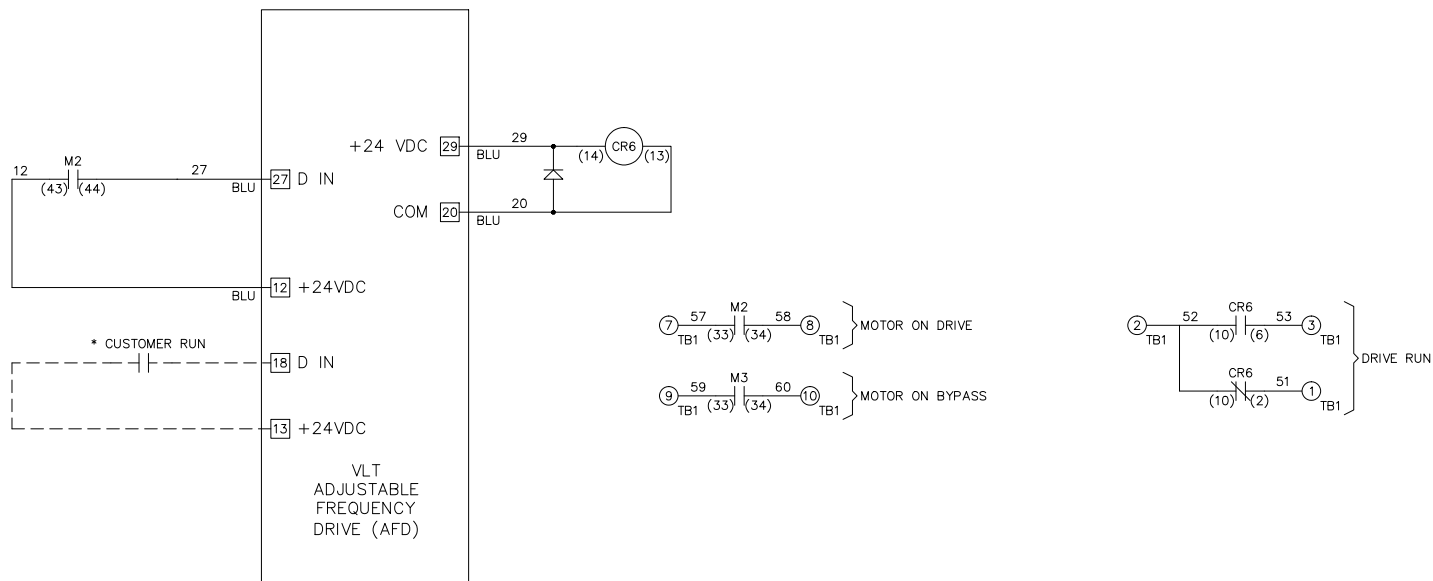 +24 VDC 29 29 BLU (14) CR6 (13)
12 M2 (43) (44) 27 BLU 27 D IN
COM 20 20 BLU
BLU 12 +24VDC
* CUSTOMER RUN
18 D IN
13 +24VDC
VLT
ADJUSTABLE
FREQUENCY
DRIVE (AFD)
7 TB1 57 (33) M2 (34) 58 8 TB1 MOTOR ON DRIVE
9 TB1 59 (33) M3 (34) 60 10 TB1 MOTOR ON BYPASS
2 TB1 52 (10) CR6 (6) 53 3 TB1
DRIVE RUN
(10) CR6 (2) 51 1 TB1